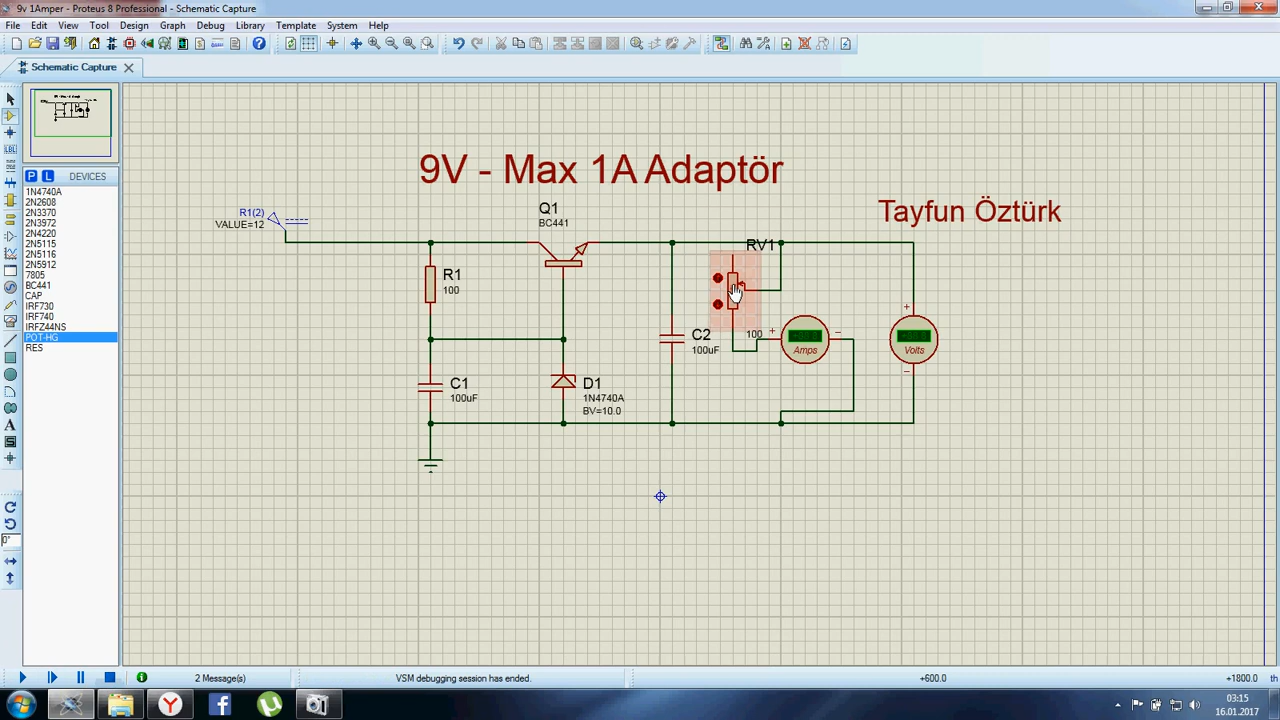 9v 1Amper - Proteus 8 Professional - Schematic Capture
File Edit View Tool Design Graph Debug Library Template System Help
Schematic Capture
P L DEVICES
1N4740A
2N2608
2N3370
2N3972
2N4220
2N5115
2N5116
2N5912
7805
BC441
CAP
IRF730
IRF740
IRFZ44NS
POT-HG
RES
LBL
A
0°
9V - Max 1A Adaptör
Tayfun Öztürk
R1(2)
VALUE=12
Q1
BC441
R1
100
RV1
100
C2
100uF
+ -
Amps
+
Volts
-
C1
100uF
D1
1N4740A
BV=10.0
2 Message(s) VSM debugging session has ended. +600.0 +1800.0 th
03:15
16.01.2017